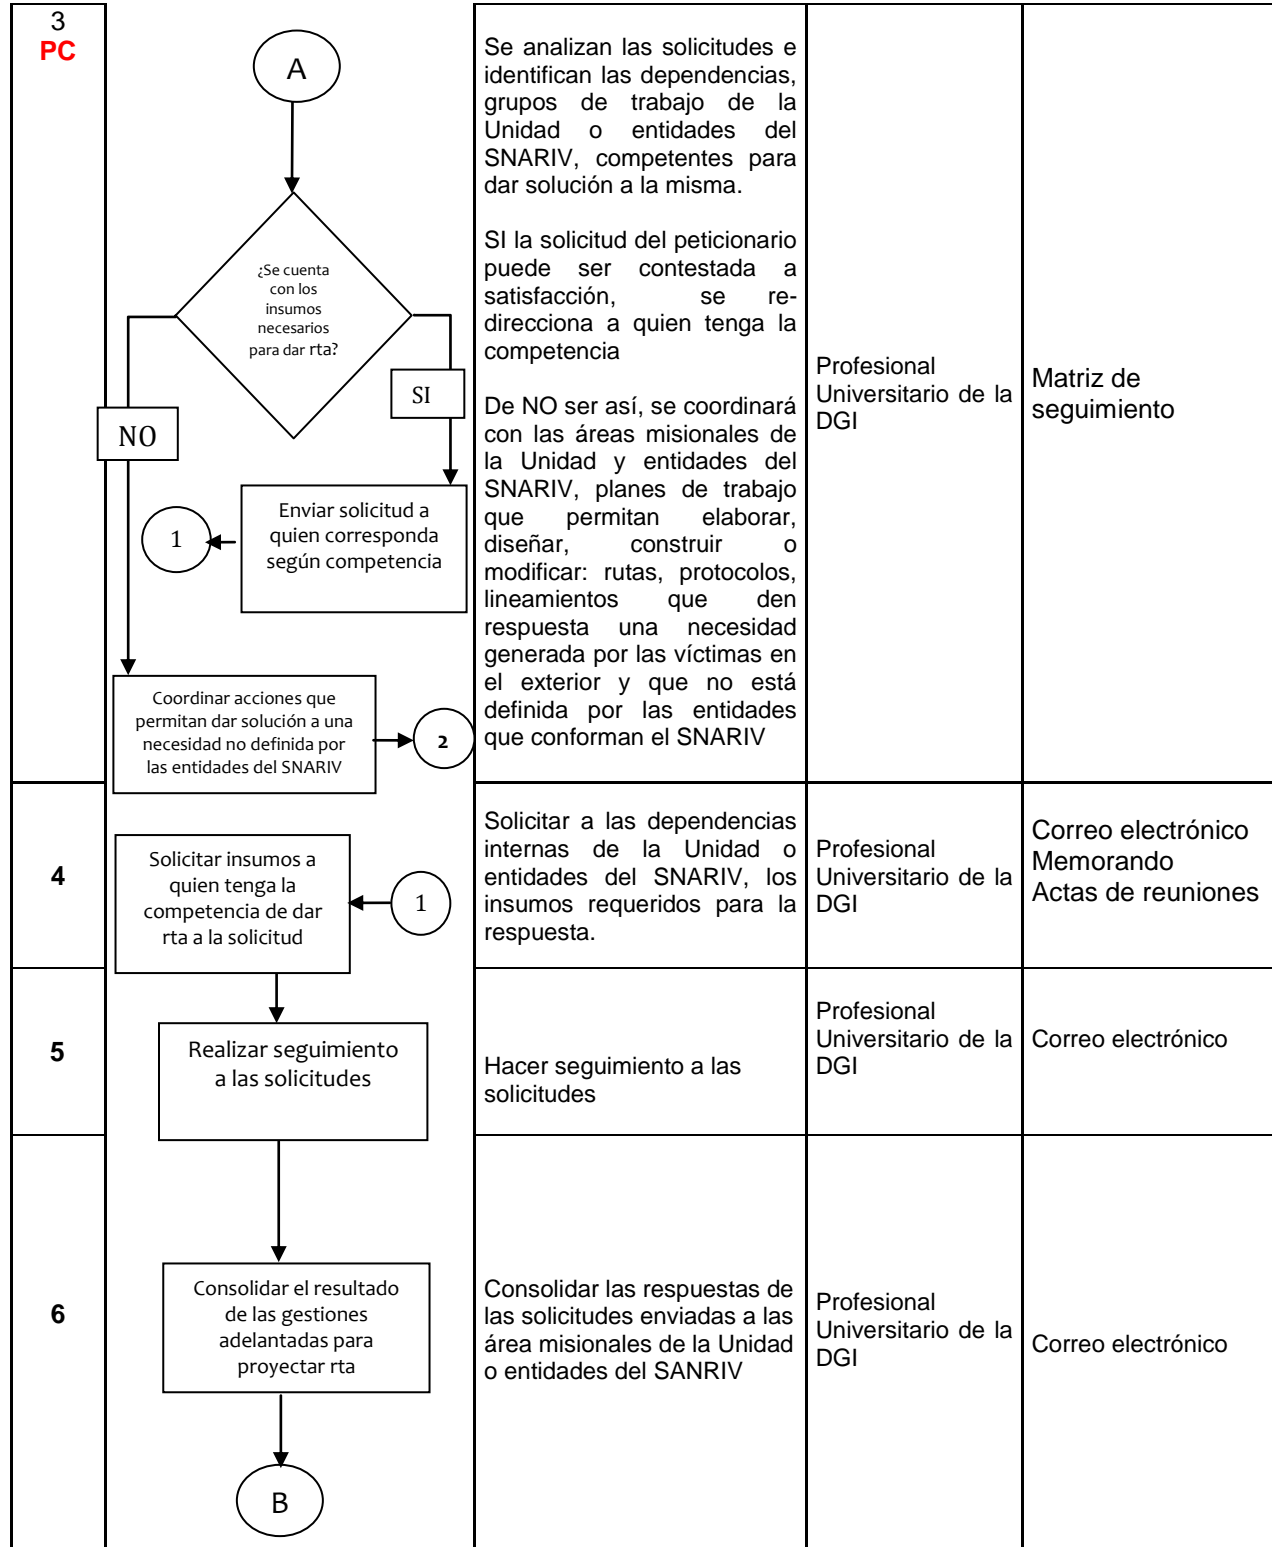 3
PC
A
¿Se cuenta
con los
insumos
necesarios
para dar rta?
NO
SI
Enviar solicitud a
quien corresponda
según competencia
1
Coordinar acciones que
permitan dar solución a una
necesidad no definida por
las entidades del SNARIV
2
Se analizan las solicitudes e
identifican las dependencias,
grupos de trabajo de la
Unidad o entidades del
SNARIV, competentes para
dar solución a la misma.
SI la solicitud del peticionario
puede ser contestada a
satisfacción, se re-
direcciona a quien tenga la
competencia
De NO ser así, se coordinará
con las áreas misionales de
la Unidad y entidades del
SNARIV, planes de trabajo
que permitan elaborar,
diseñar, construir o
modificar: rutas, protocolos,
lineamientos que den
respuesta una necesidad
generada por las víctimas en
el exterior y que no está
definida por las entidades
que conforman el SNARIV
Profesional
Universitario de la
DGI
Matriz de
seguimiento
4
Solicitar insumos a
quien tenga la
competencia de dar
rta a la solicitud
1
Solicitar a las dependencias
internas de la Unidad o
entidades del SNARIV, los
insumos requeridos para la
respuesta.
Profesional
Universitario de la
DGI
Correo electrónico
Memorando
Actas de reuniones
5
Realizar seguimiento
a las solicitudes
Hacer seguimiento a las
solicitudes
Profesional
Universitario de la
DGI
Correo electrónico
6
Consolidar el resultado
de las gestiones
adelantadas para
proyectar rta
B
Consolidar las respuestas de
las solicitudes enviadas a las
área misionales de la Unidad
o entidades del SANRIV
Profesional
Universitario de la
DGI
Correo electrónico